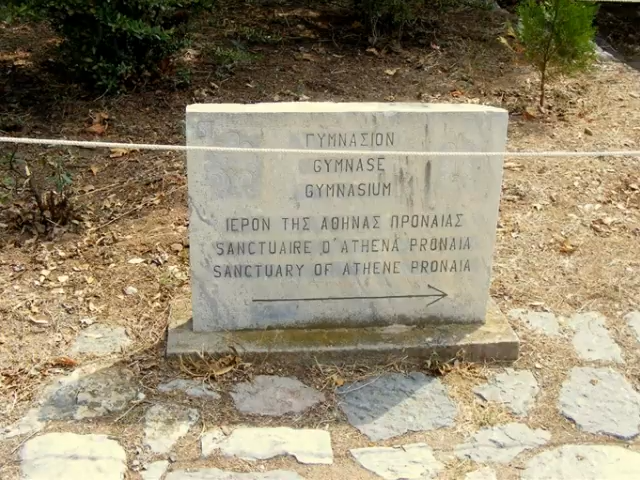 ΓΥΜΝΑΣΙΟΝ
GYMNASE
GYMNASIUM
ΙΕΡΟΝ ΤΗΣ ΑΘΗΝΑΣ ΠΡΟΝΑΙΑΣ
SANCTUAIRE D'ATHENA PRONAIA
SANCTUARY OF ATHENE PRONAIA